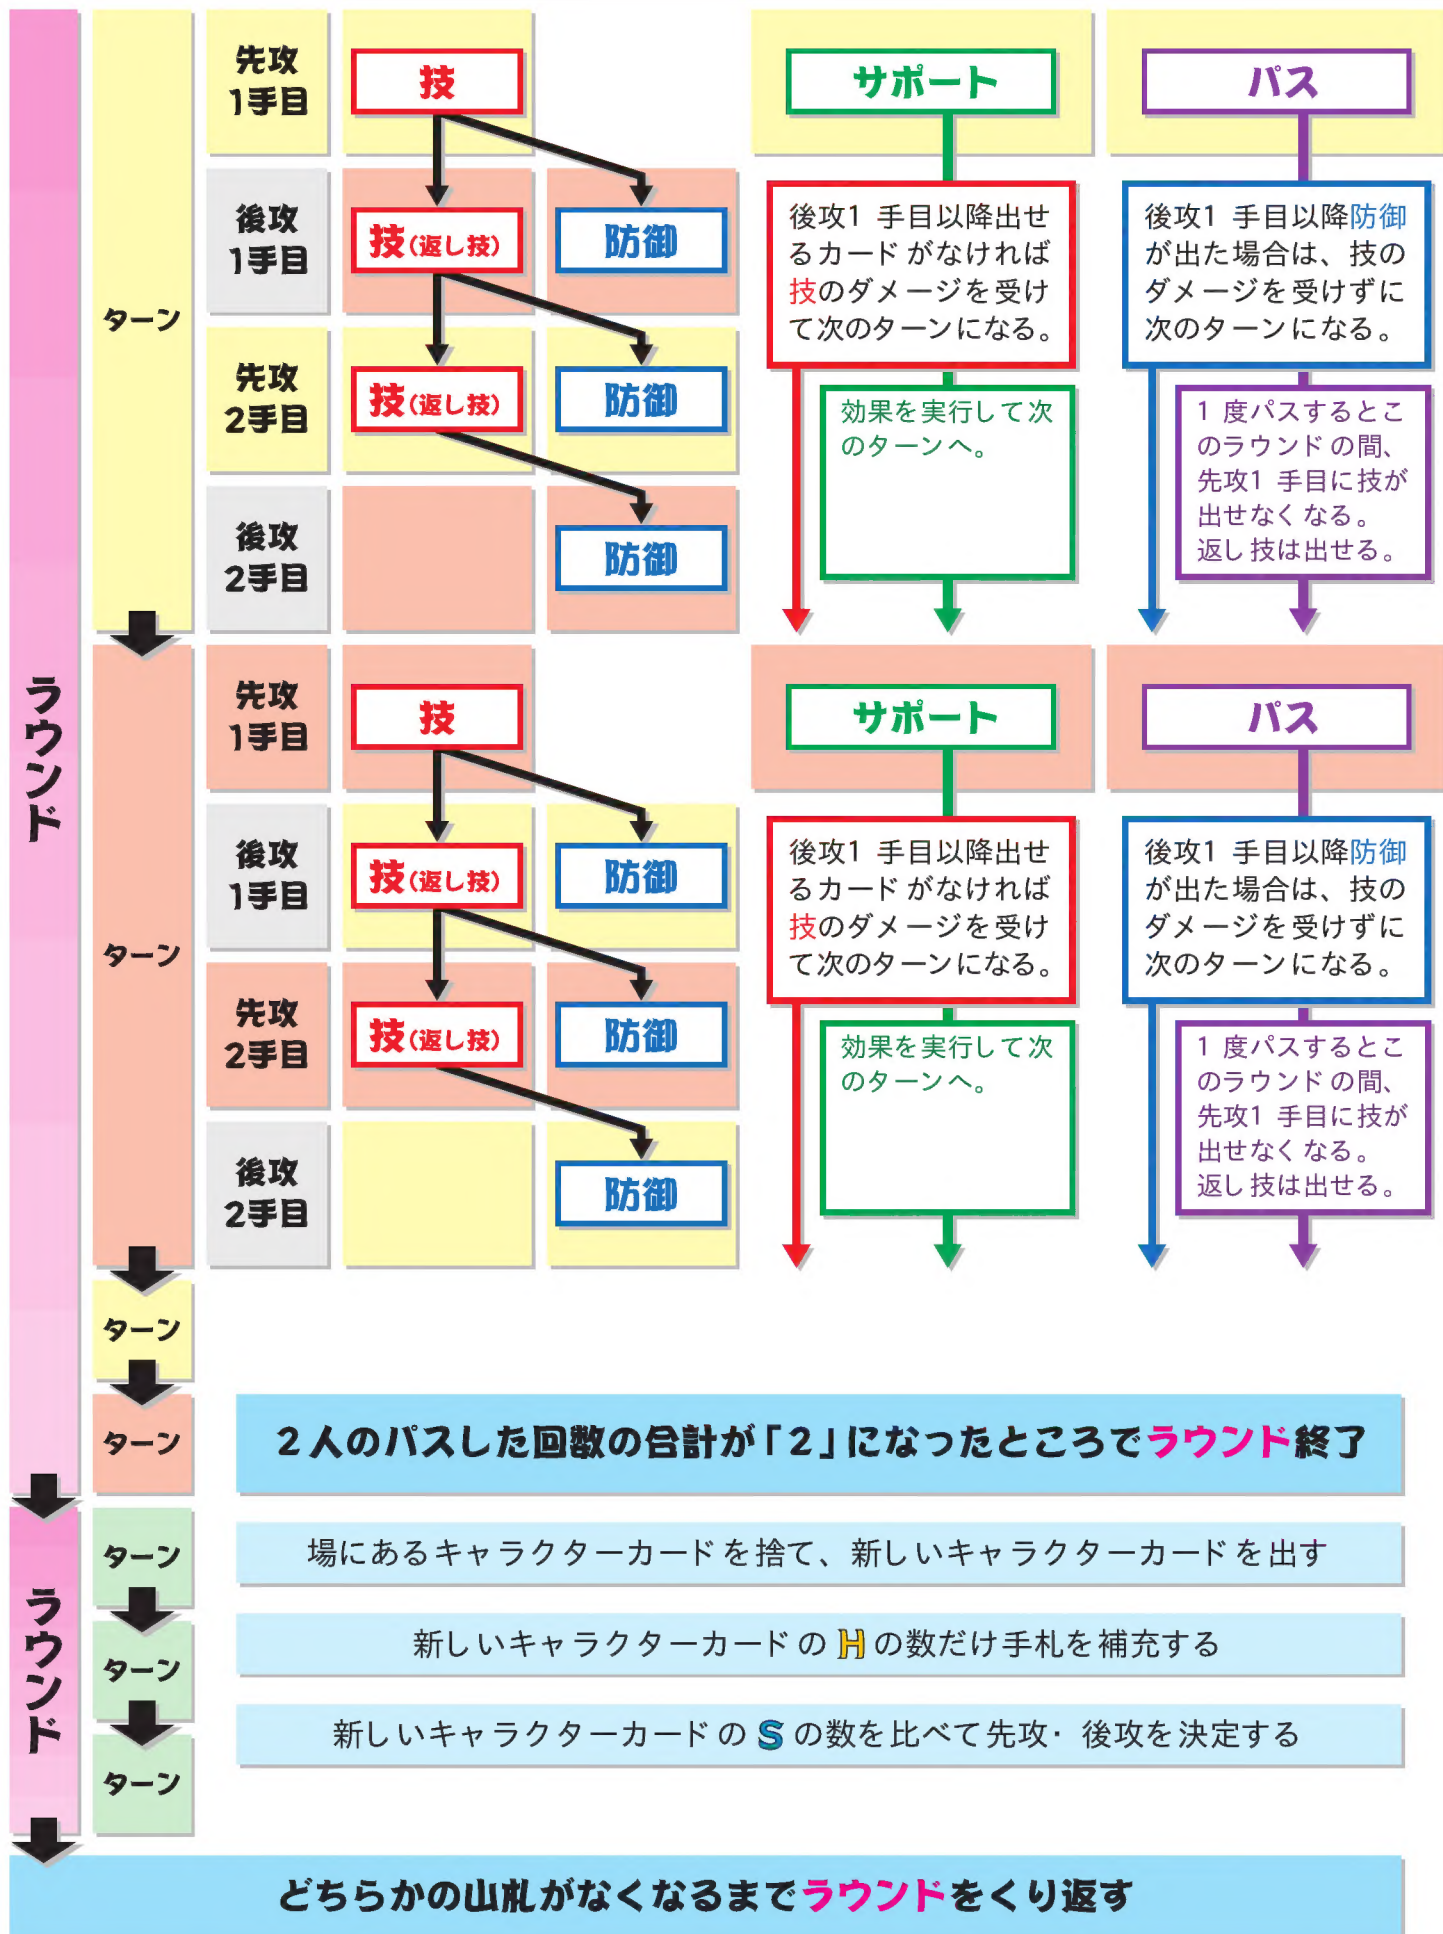 ラウンド
ターン
先攻
1手目
技
サポート
パス
後攻
1手目
技(返し技)
防御
後攻1 手目以降出せ
るカードがなければ
技のダメージを受け
て次のターンになる。
後攻1 手目以降防御
が出た場合は、技の
ダメージを受けずに
次のターンになる。
先攻
2手目
技(返し技)
防御
効果を実行して次
のターンへ。
1 度パスするとこ
のラウンドの間、
先攻1 手目に技が
出せなくなる。
返し技は出せる。
後攻
2手目
防御
ターン
先攻
1手目
技
サポート
パス
後攻
1手目
技(返し技)
防御
後攻1 手目以降出せ
るカードがなければ
技のダメージを受け
て次のターンになる。
後攻1 手目以降防御
が出た場合は、技の
ダメージを受けずに
次のターンになる。
先攻
2手目
技(返し技)
防御
効果を実行して次
のターンへ。
1 度パスするとこ
のラウンドの間、
先攻1 手目に技が
出せなくなる。
返し技は出せる。
後攻
2手目
防御
ターン
ターン
2人のパスした回数の合計が「2」になったところでラウンド終了
ラウンド
ターン
場にあるキャラクターカードを捨て、新しいキャラクターカードを出す
ターン
新しいキャラクターカードの H の数だけ手札を補充する
ターン
新しいキャラクターカードの S の数を比べて先攻・後攻を決定する
どちらかの山札がなくなるまでラウンドをくり返す